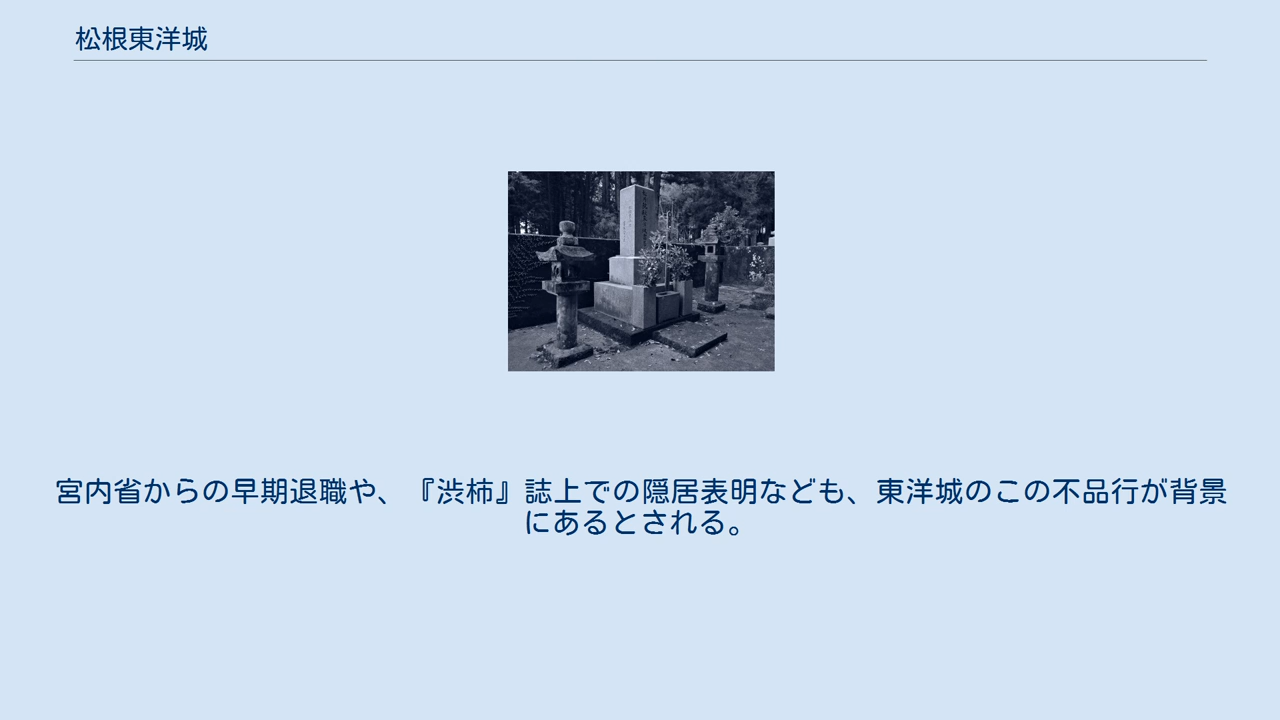 松根東洋城
宮内省からの早期退職や、『渋柿』誌上での隠居表明なども、東洋城のこの不品行が背景
にあるとされる。